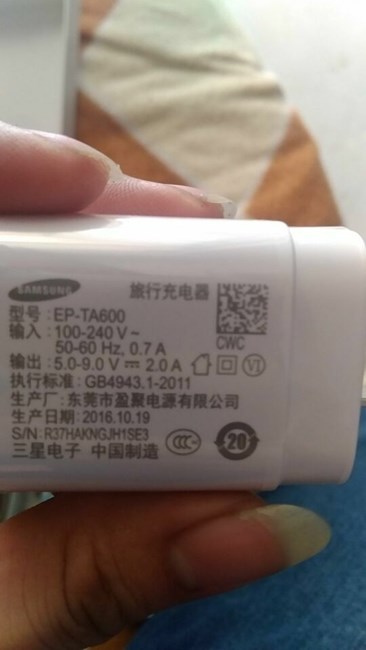 SAMSUNG 旅行充电器
型号：EP-TA600
输入：100-240 V~
50-60 Hz, 0.7 A
CWC
输出：5.0-9.0 V⎓ 2.0 A VI
执行标准：GB4943.1-2011
生产厂：东莞市盈聚电源有限公司
生产日期：2016.10.19
S/N：R37HAKNGJH1SE3
CCC 20
三星电子 中国制造